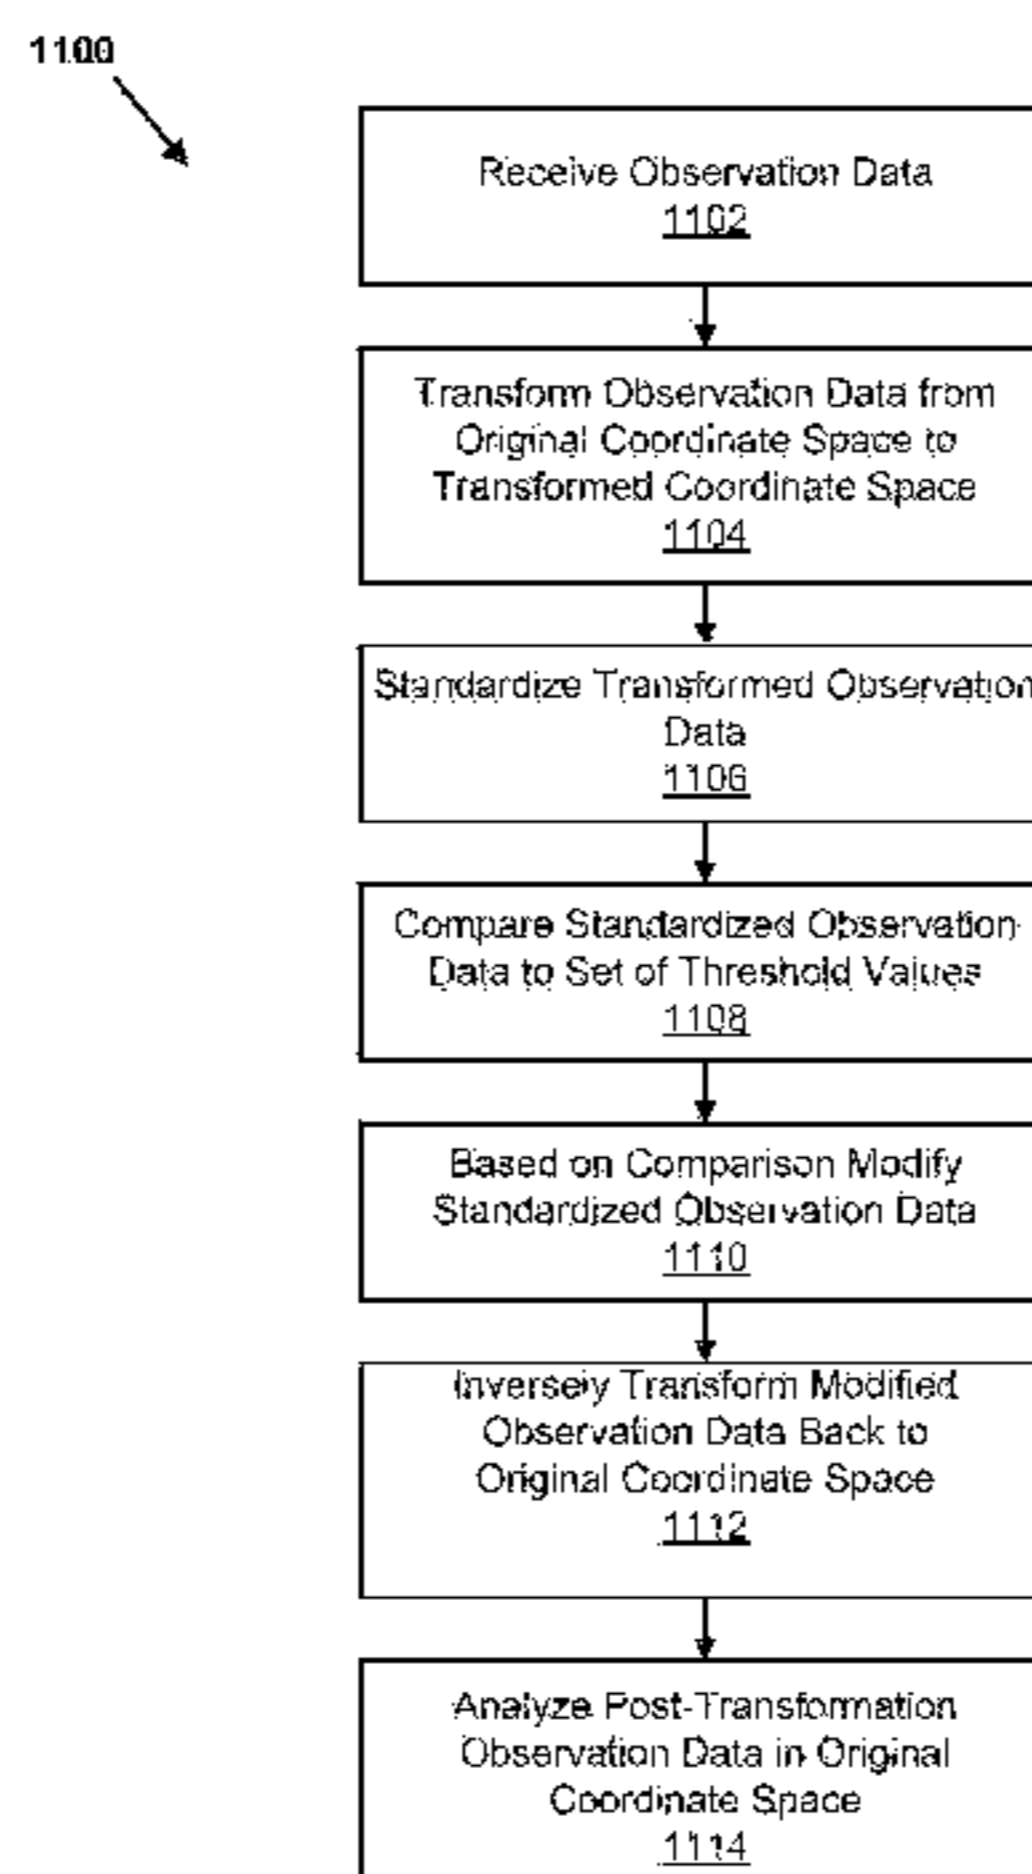 1100
Receive Observation Data
1102
Transform Observation Data from
Original Coordinate Space to
Transformed Coordinate Space
1104
Standardize Transformed Observation
Data
1106
Compare Standardized Observation
Data to Set of Threshold Values
1108
Based on Comparison Modify
Standardized Observation Data
1110
Inversely Transform Modified
Observation Data Back to
Original Coordinate Space
1112
Analyze Post-Transformation
Observation Data in Original
Coordinate Space
1114